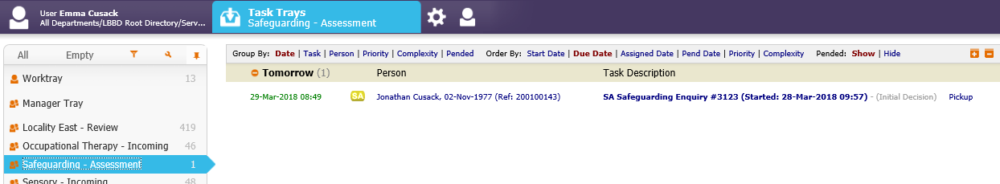 User Emma Cusack
All Departments/LBBD Root Directory/Serv...
Task Trays
Safeguarding - Assessment
All Empty
Worktray 13
Manager Tray
Locality East - Review 419
Occupational Therapy - Incoming 46
Safeguarding - Assessment 1
Sensory - Incoming 48
Group By: Date | Task | Person | Priority | Complexity | Pended Order By: Start Date | Due Date | Assigned Date | Pend Date | Priority | Complexity Pended: Show | Hide
Tomorrow (1) Person Task Description
29-Mar-2018 08:49 SA Jonathan Cusack, 02-Nov-1977 (Ref: 200100143) SA Safeguarding Enquiry #3123 (Started: 28-Mar-2018 09:57) - (Initial Decision) Pickup